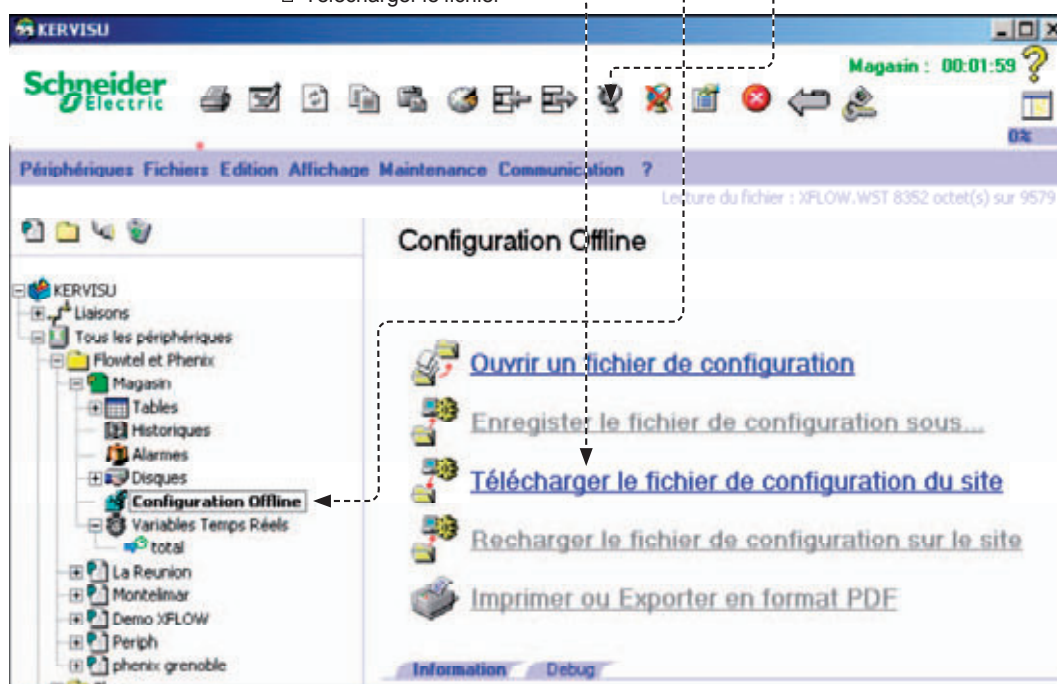 Télécharger le fichier
KERVISU
Schneider
Electric
Magasin : 00:01:59
0%
Périphériques Fichiers Edition Affichage Maintenance Communication ?
Lecture du fichier : XFLOW.WST 8352 octet(s) sur 9579
Configuration Offline
KERVISU
Liaisons
Tous les périphériques
Flowtel et Phenix
Magasin
Tables
Historiques
Alarmes
Disques
Configuration Offline
Variables Temps Réels
total
La Reunion
Montelimar
Demo XFLOW
Periph
phenix grenoble
Ouvrir un fichier de configuration
Enregister le fichier de configuration sous...
Télécharger le fichier de configuration du site
Recharger le fichier de configuration sur le site
Imprimer ou Exporter en format PDF
Information Debug